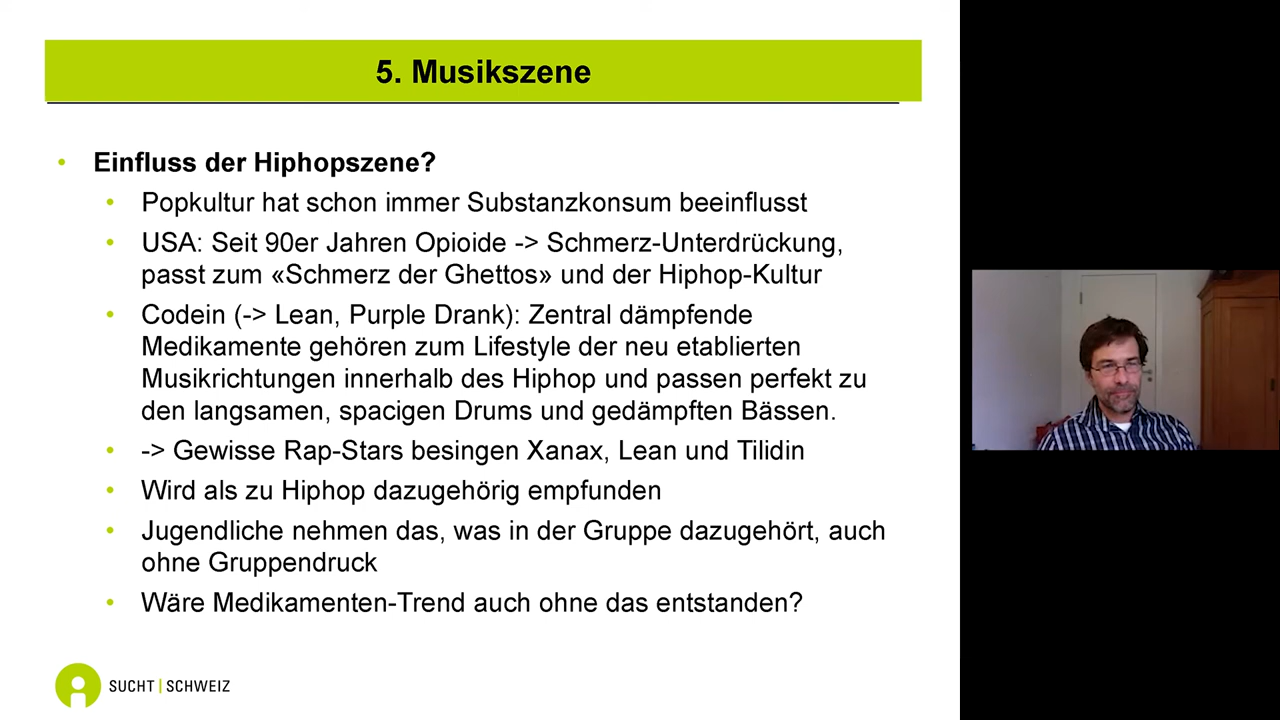 5. Musikszene
• Einfluss der Hiphopszene?
• Popkultur hat schon immer Substanzkonsum beeinflusst
• USA: Seit 90er Jahren Opioide -> Schmerz-Unterdrückung,
passt zum «Schmerz der Ghettos» und der Hiphop-Kultur
• Codein (-> Lean, Purple Drank): Zentral dämpfende
Medikamente gehören zum Lifestyle der neu etablierten
Musikrichtungen innerhalb des Hiphop und passen perfekt zu
den langsamen, spacigen Drums und gedämpften Bässen.
• -> Gewisse Rap-Stars besingen Xanax, Lean und Tilidin
• Wird als zu Hiphop dazugehörig empfunden
• Jugendliche nehmen das, was in der Gruppe dazugehört, auch
ohne Gruppendruck
• Wäre Medikamenten-Trend auch ohne das entstanden?
SUCHT | SCHWEIZ